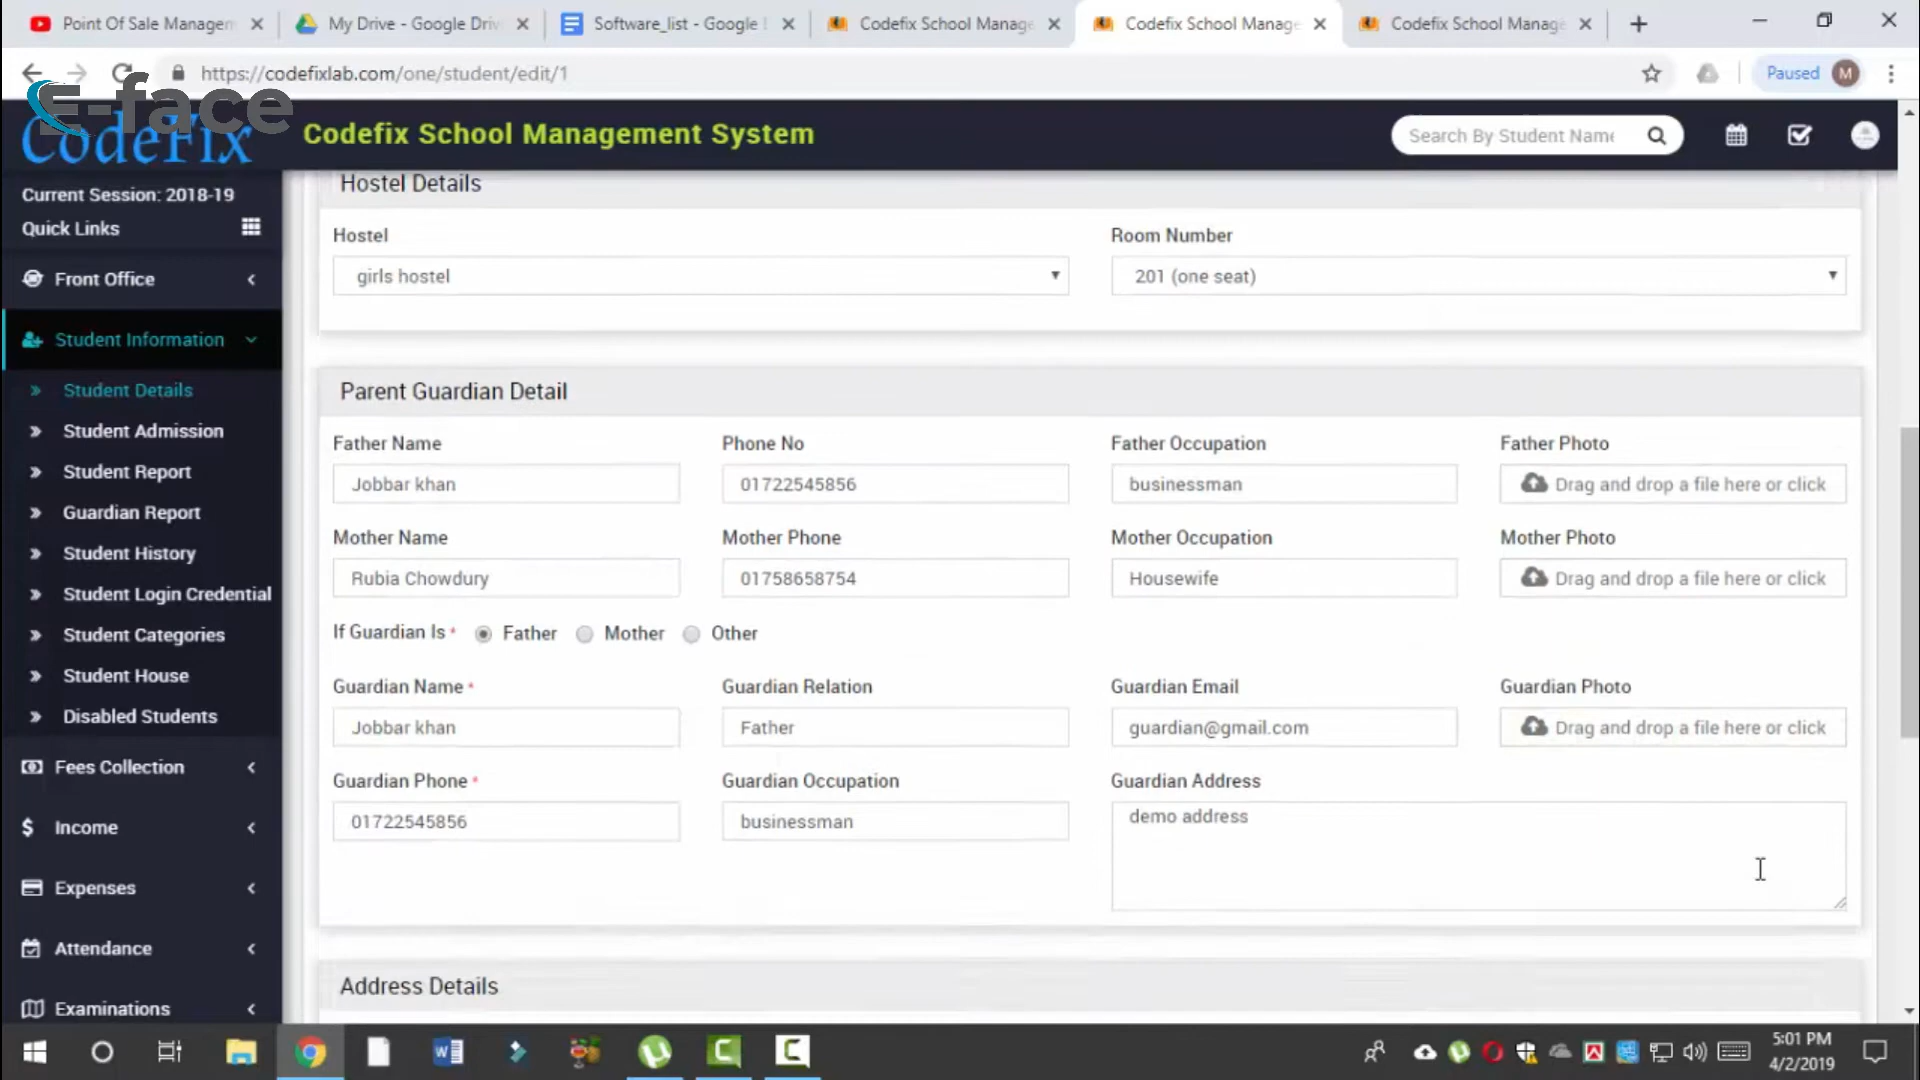 Point Of Sale Managem
My Drive - Google Driv
Software_list - Google
Codefix School Manage
Codefix School Manage
Codefix School Manage
https://codefixlab.com/one/student/edit/1
Paused
M
E-face
CodeFix
Codefix School Management System
Search By Student Name
Current Session: 2018-19
Quick Links
Front Office
Student Information
Student Details
Student Admission
Student Report
Guardian Report
Student History
Student Login Credential
Student Categories
Student House
Disabled Students
Fees Collection
Income
Expenses
Attendance
Examinations
Hostel Details
Hostel
Room Number
girls hostel
201 (one seat)
Parent Guardian Detail
Father Name
Phone No
Father Occupation
Father Photo
Jobbar khan
01722545856
businessman
Drag and drop a file here or click
Mother Name
Mother Phone
Mother Occupation
Mother Photo
Rubia Chowdury
01758658754
Housewife
Drag and drop a file here or click
If Guardian Is * Father Mother Other
Guardian Name *
Guardian Relation
Guardian Email
Guardian Photo
Jobbar khan
Father
guardian@gmail.com
Drag and drop a file here or click
Guardian Phone *
Guardian Occupation
Guardian Address
01722545856
businessman
demo address
Address Details
5:01 PM
4/2/2019